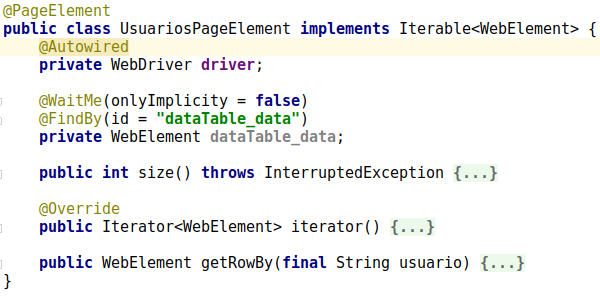 @PageElement
public class UsuariosPageElement implements Iterable<WebElement> {
    @Autowired
    private WebDriver driver;

    @WaitMe(onlyImplicity = false)
    @FindBy(id = "dataTable_data")
    private WebElement dataTable_data;

    public int size() throws InterruptedException {...}

    @Override
    public Iterator<WebElement> iterator() {...}

    public WebElement getRowBy(final String usuario) {...}
}